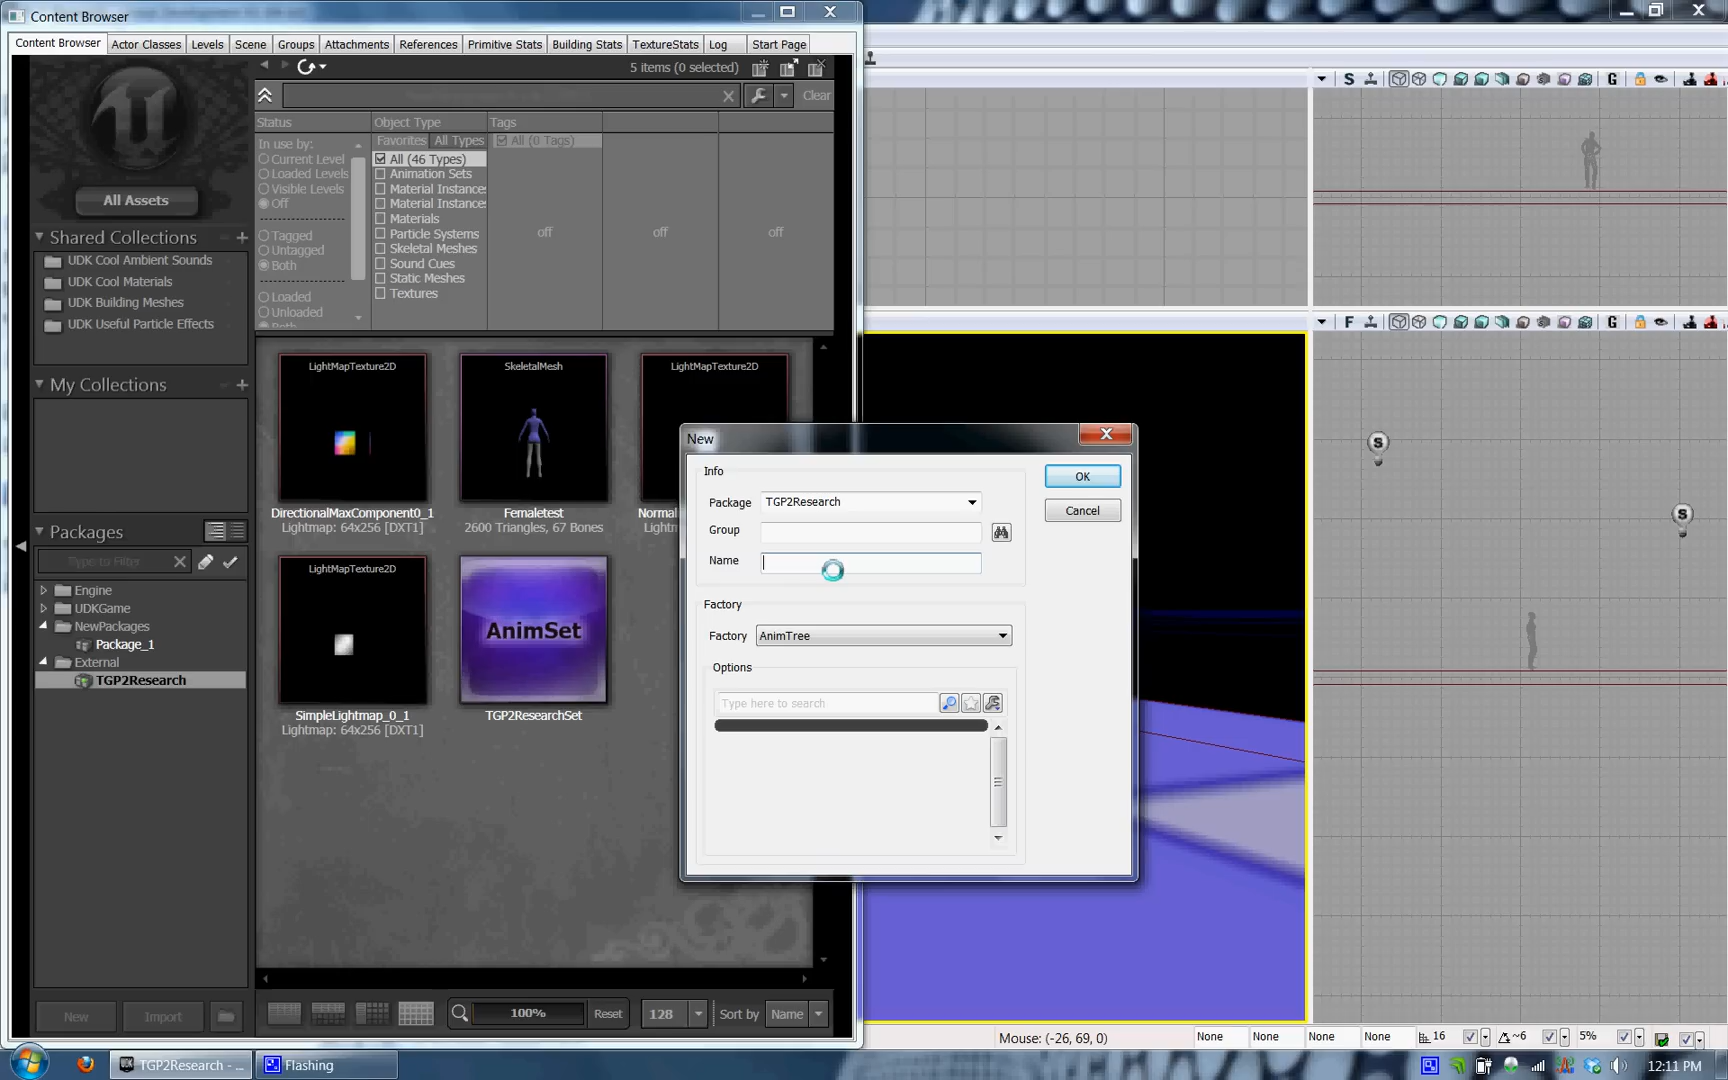 Content Browser
Content Browser Actor Classes Levels Scene Groups Attachments References Primitive Stats Building Stats TextureStats Log Start Page
5 items (0 selected)
Clear
Status Object Type Tags
In use by:
Current Level
Loaded Levels
Visible Levels
Off
Tagged
Untagged
Both
Loaded
Unloaded
Both
Favorites All Types
All (46 Types)
Animation Sets
Material Instances
Material Instances
Materials
Particle Systems
Skeletal Meshes
Sound Cues
Static Meshes
Textures
All (0 Tags)
off off off
All Assets
Shared Collections
UDK Cool Ambient Sounds
UDK Cool Materials
UDK Building Meshes
UDK Useful Particle Effects
My Collections
Packages
Type to Filter
Engine
UDKGame
NewPackages
Package_1
External
TGP2Research
New Import
LightMapTexture2D
DirectionalMaxComponent0_1
Lightmap: 64x256 [DXT1]
SkeletalMesh
Femaletest
2600 Triangles, 67 Bones
LightMapTexture2D
Norma
Lightm
LightMapTexture2D
SimpleLightmap_0_1
Lightmap: 64x256 [DXT1]
AnimSet
TGP2ResearchSet
100% Reset 128 Sort by Name
New
Info
Package TGP2Research
Group
Name
OK
Cancel
Factory
Factory AnimTree
Options
Type here to search
S G
F G
S
S
Mouse: (-26, 69, 0) None None None None 16 ~6 5%
TGP2Research - ... Flashing 12:11 PM